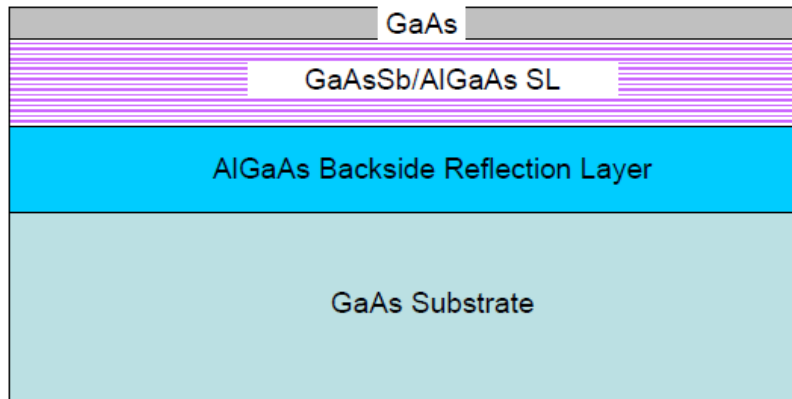 GaAs
GaAsSb/AlGaAs SL
AlGaAs Backside Reflection Layer
GaAs Substrate